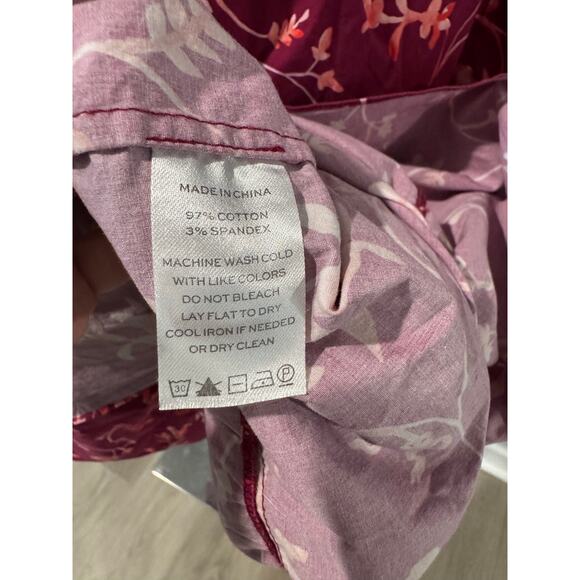 MADE IN CHINA
97% COTTON
3% SPANDEX
MACHINE WASH COLD
WITH LIKE COLORS
DO NOT BLEACH
LAY FLAT TO DRY
COOL IRON IF NEEDED
OR DRY CLEAN
30 P